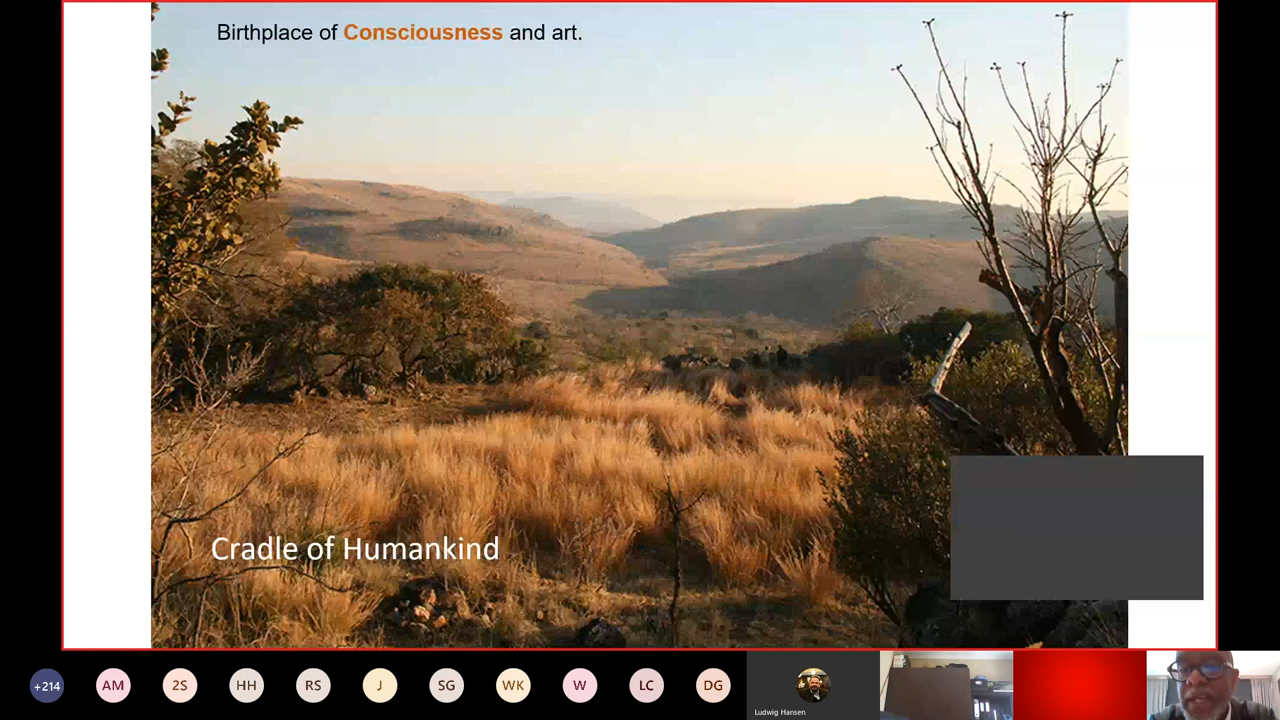 Birthplace of Consciousness and art.
Cradle of Humankind
+214
AM
2S
HH
RS
J
SG
WK
W
LC
DG
Ludwig Hansen